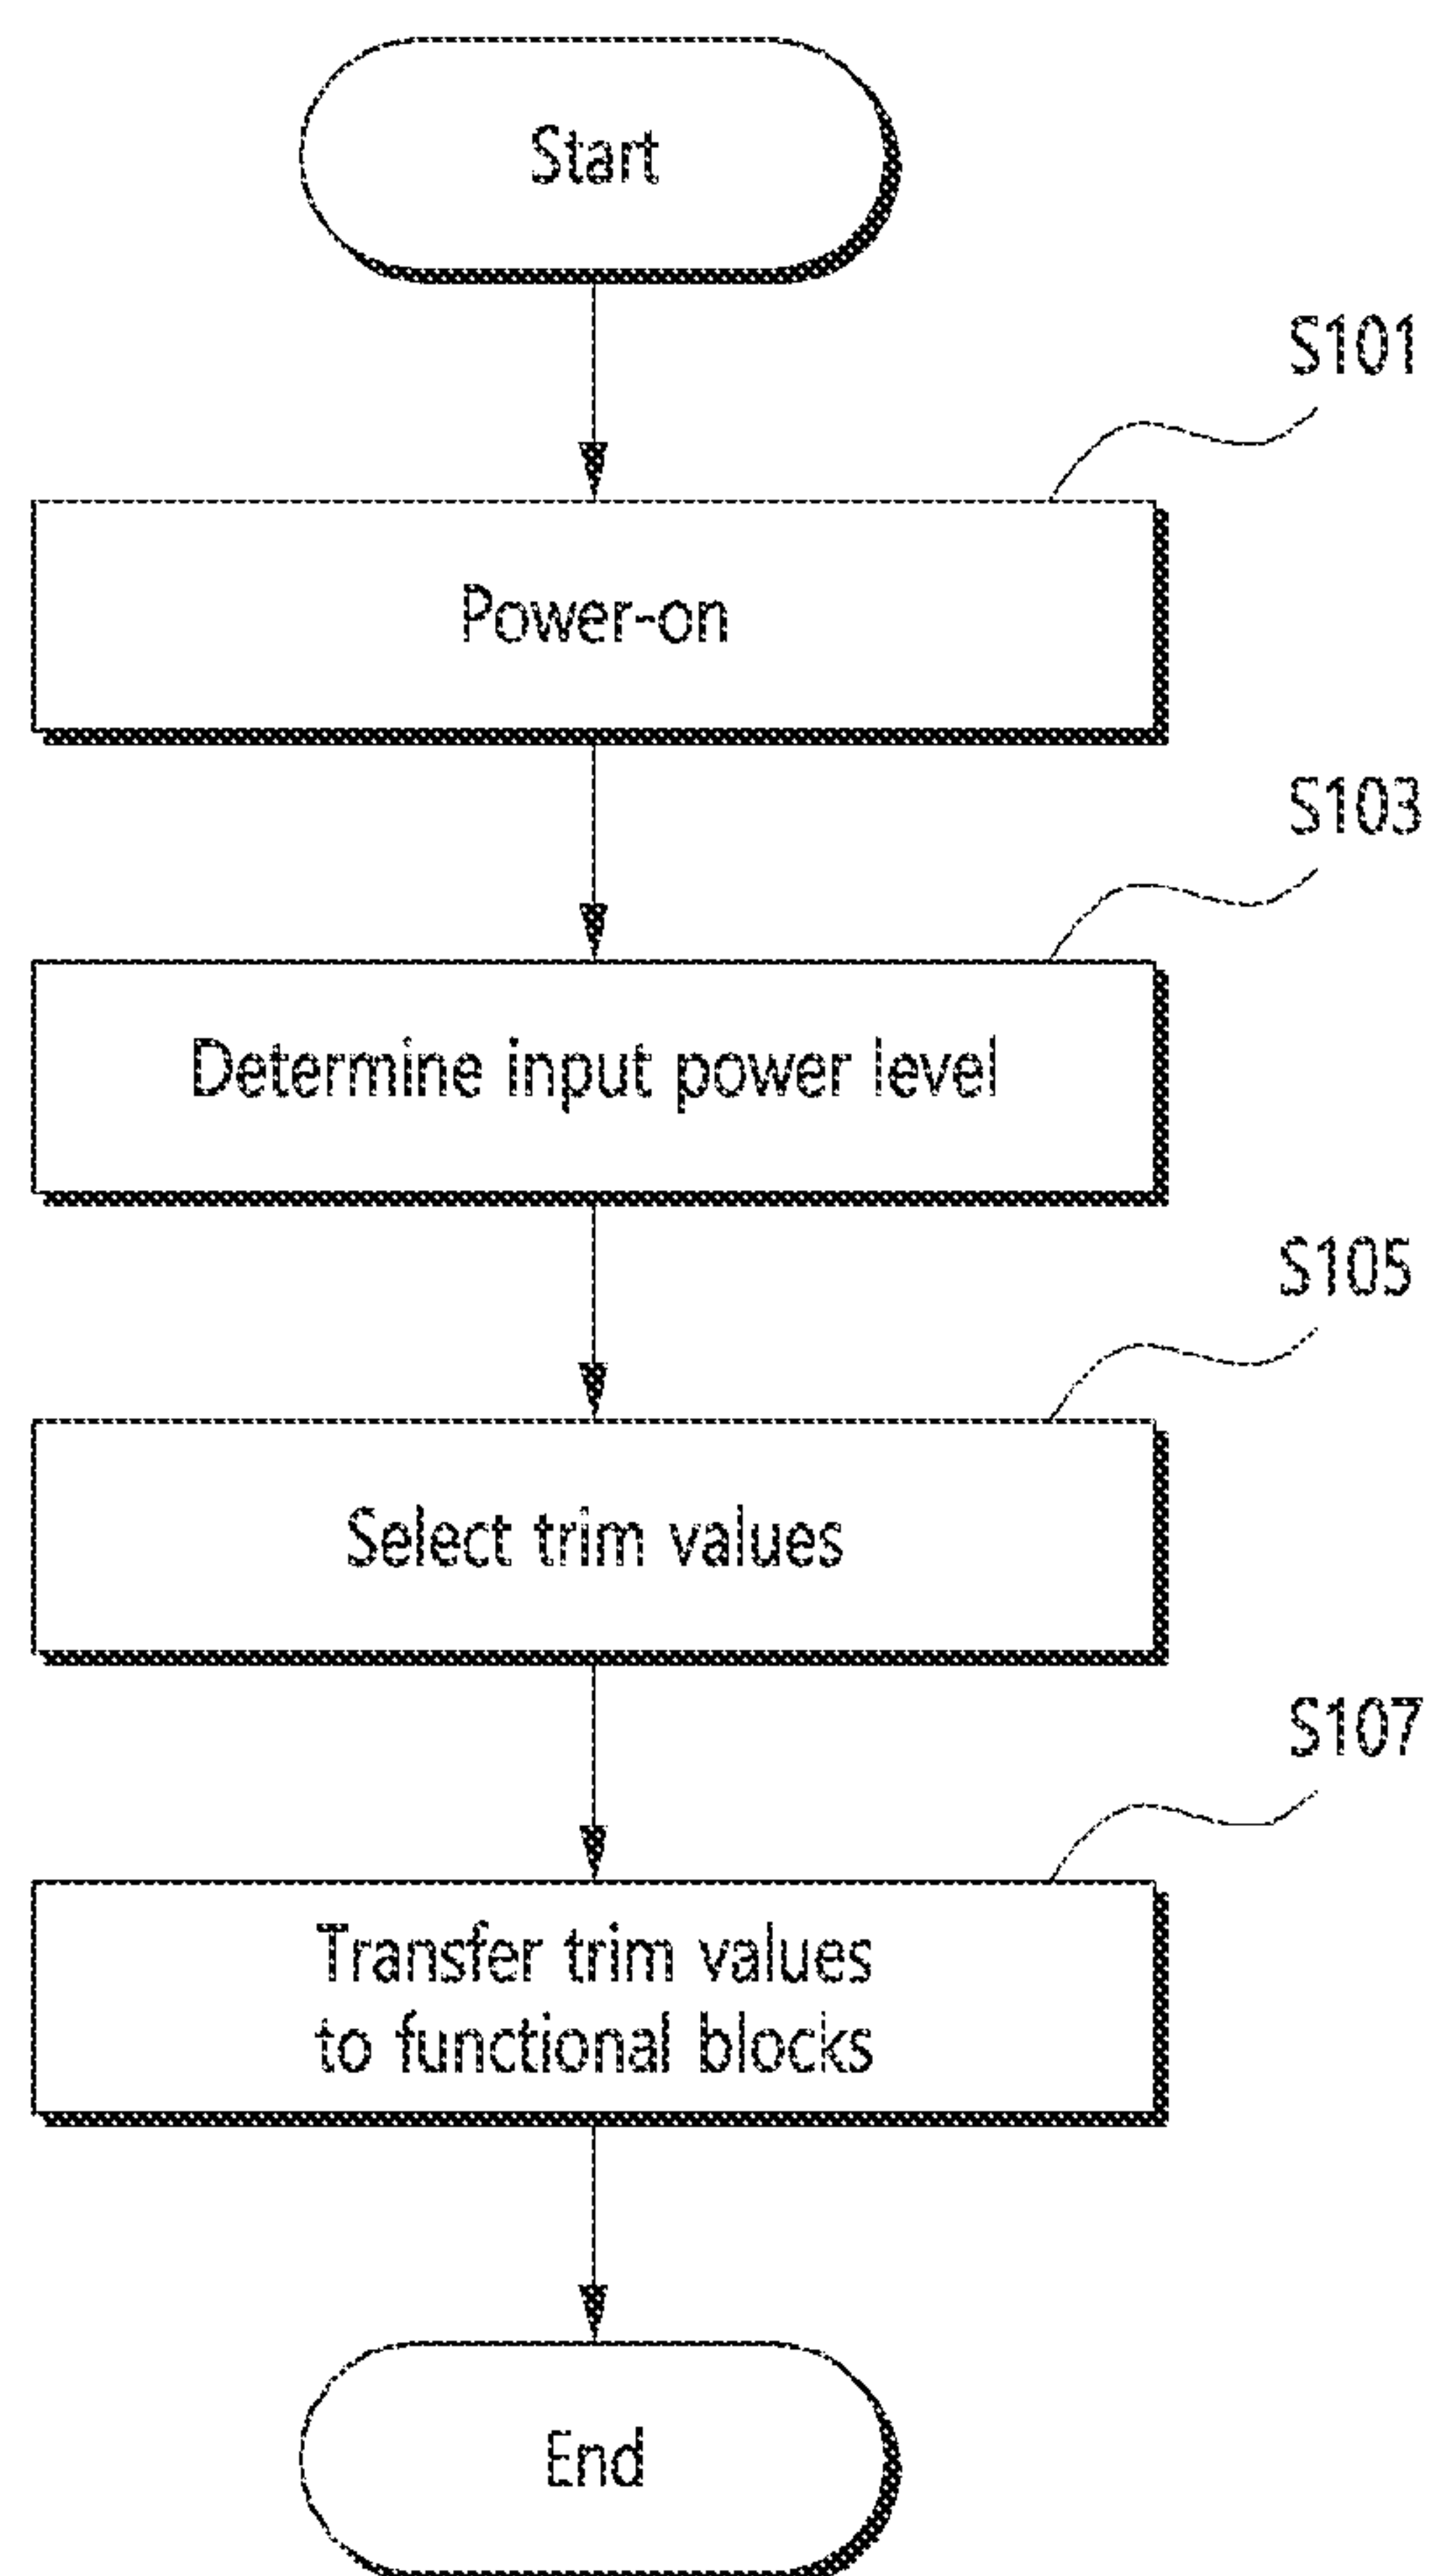 Start
S101
Power-on
S103
Determine input power level
S105
Select trim values
S107
Transfer trim values
to functional blocks
End